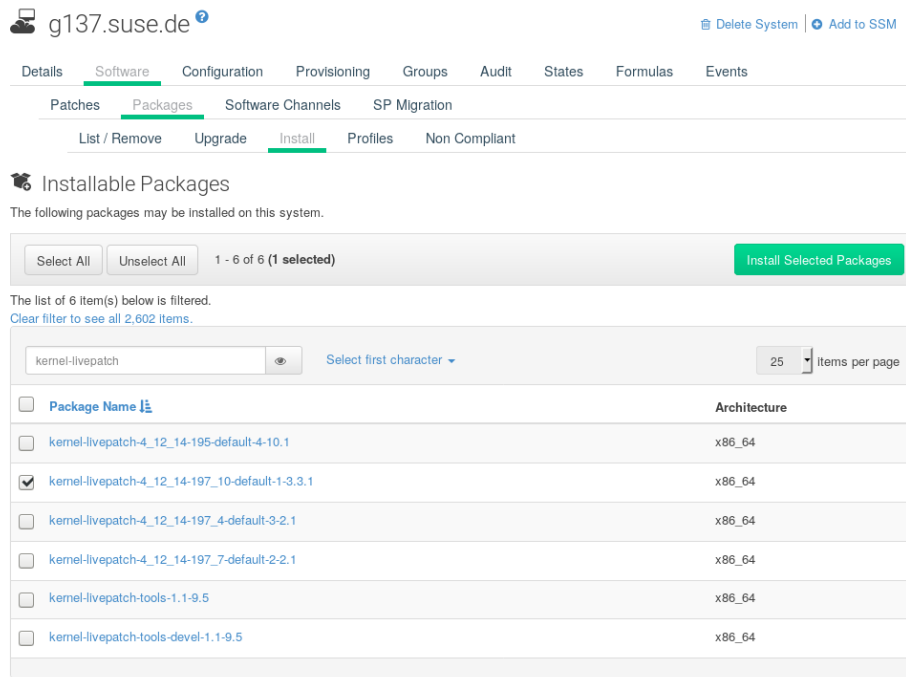 g137.suse.de ?
Delete System | Add to SSM
Details Software Configuration Provisioning Groups Audit States Formulas Events
Patches Packages Software Channels SP Migration
List / Remove Upgrade Install Profiles Non Compliant
Installable Packages
The following packages may be installed on this system.
Select All Unselect All 1 - 6 of 6 (1 selected) Install Selected Packages
The list of 6 item(s) below is filtered.
Clear filter to see all 2,602 items.
kernel-livepatch Select first character 25 items per page
Package Name Architecture
kernel-livepatch-4_12_14-195-default-4-10.1 x86_64
kernel-livepatch-4_12_14-197_10-default-1-3.3.1 x86_64
kernel-livepatch-4_12_14-197_4-default-3-2.1 x86_64
kernel-livepatch-4_12_14-197_7-default-2-2.1 x86_64
kernel-livepatch-tools-1.1-9.5 x86_64
kernel-livepatch-tools-devel-1.1-9.5 x86_64